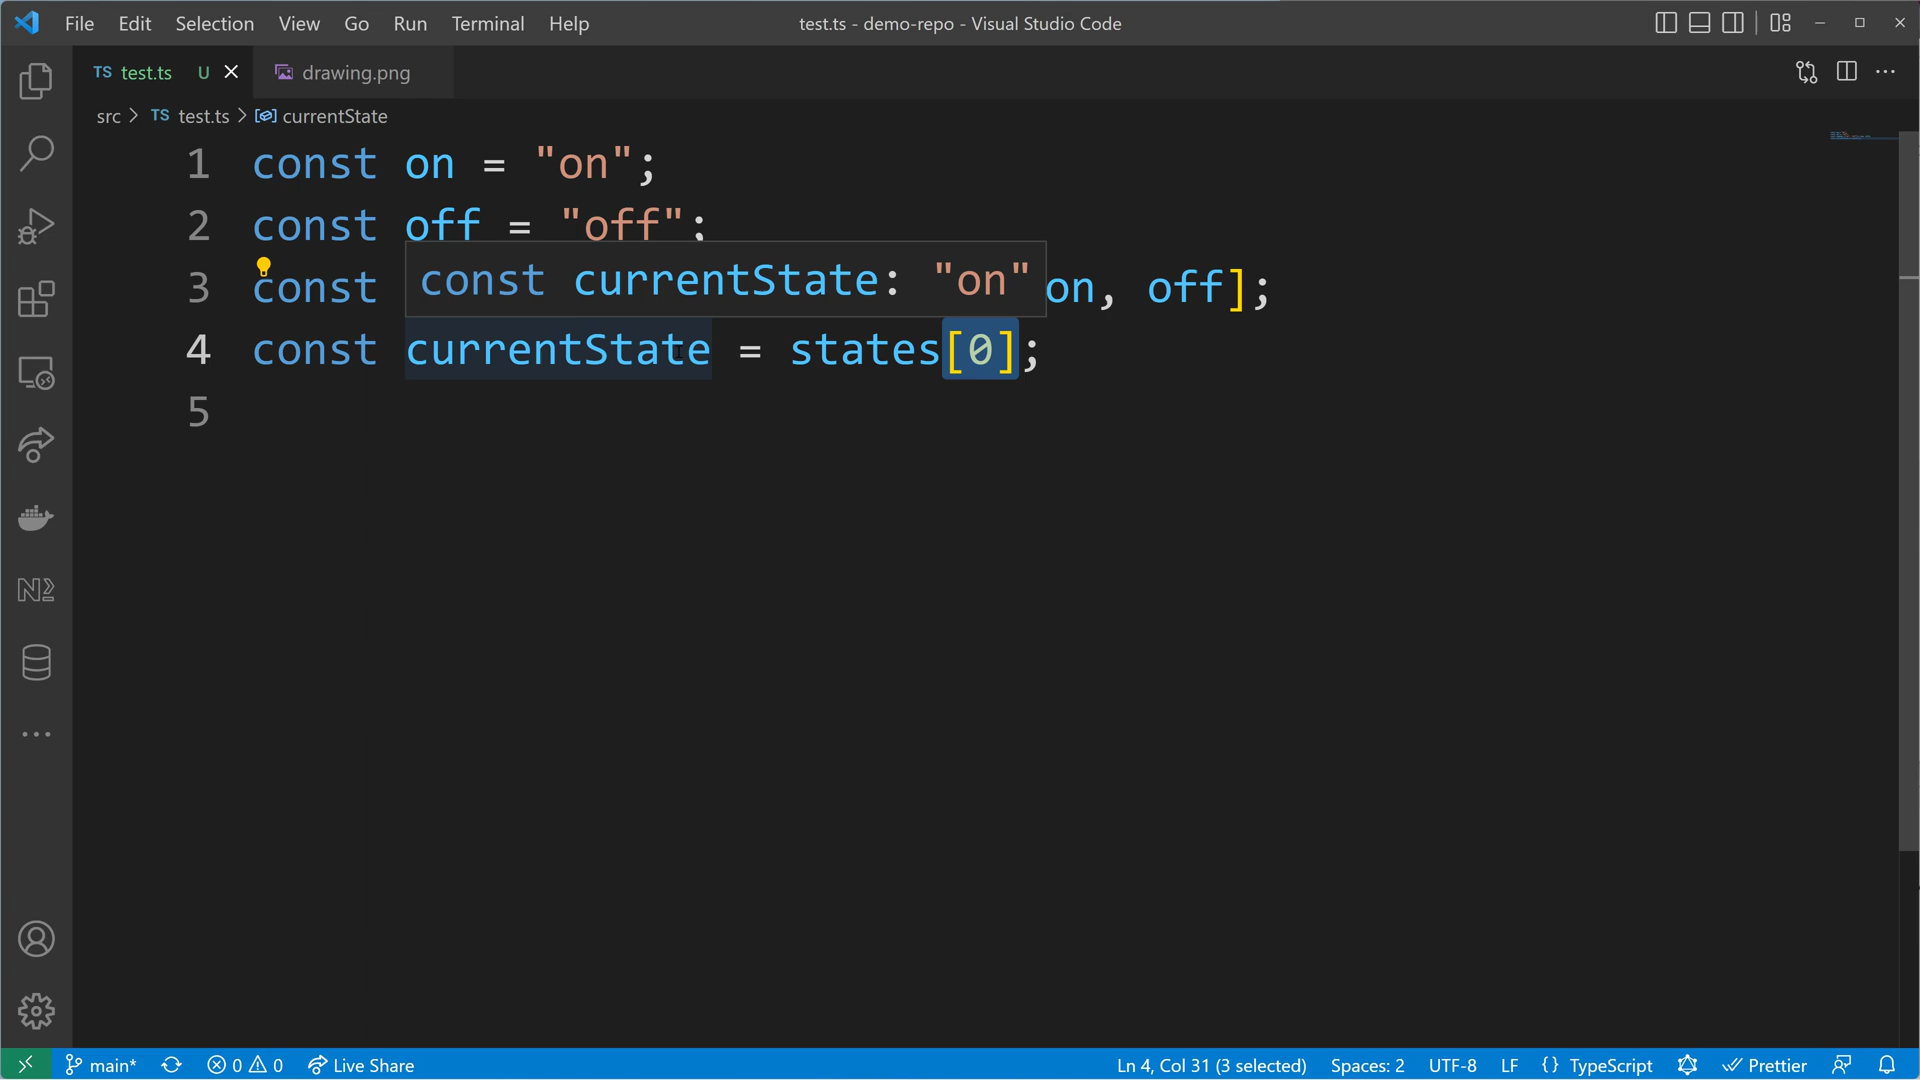 File Edit Selection View Go Run Terminal Help test.ts - demo-repo - Visual Studio Code
TS test.ts U drawing.png
src TS test.ts currentState
1 const on = "on";
2 const off = "off";
const currentState: "on"
3 const on, off];
4 const currentState = states[0];
5
main* 0 0 Live Share Ln 4, Col 31 (3 selected) Spaces: 2 UTF-8 LF {} TypeScript Prettier